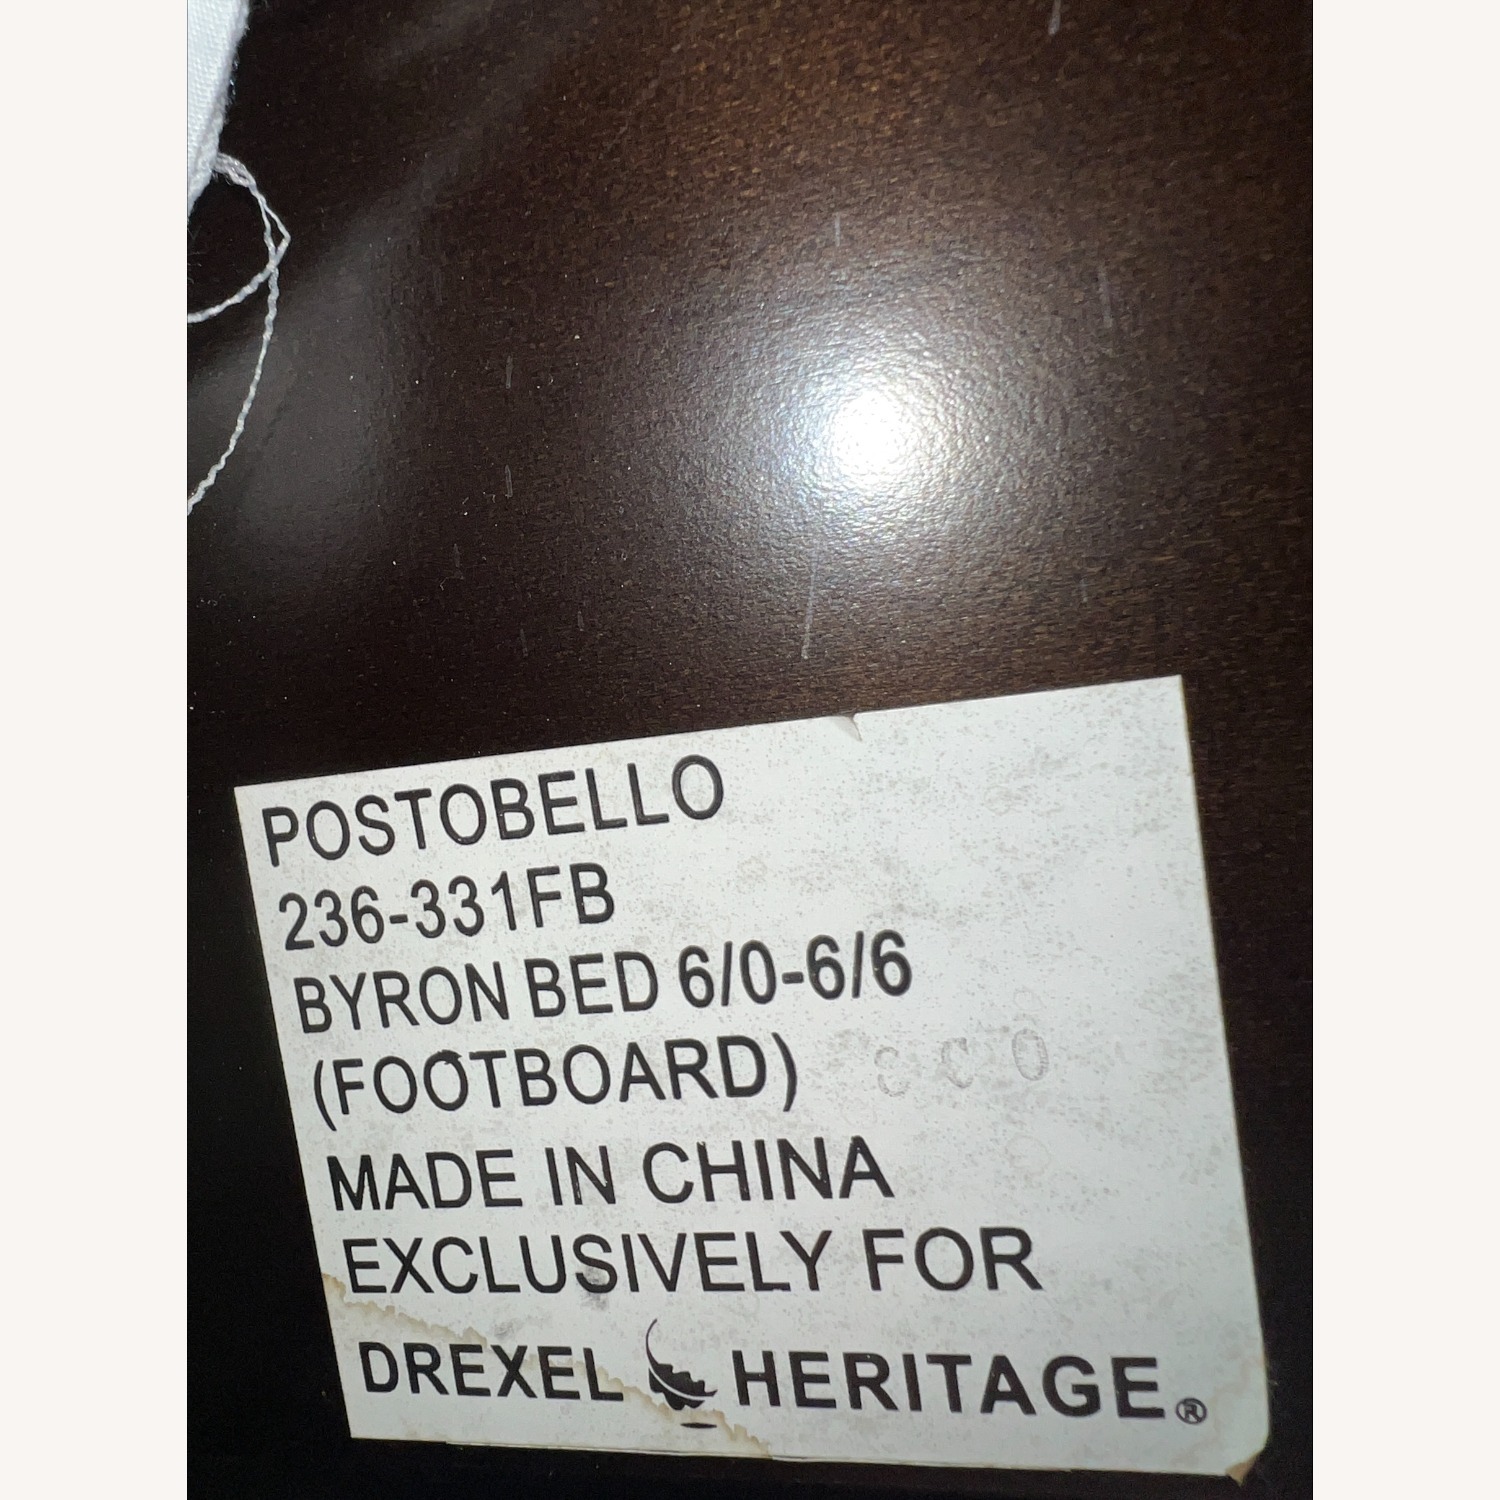 POSTOBELLO
236-331FB
BYRON BED 6/0-6/6
(FOOTBOARD)
MADE IN CHINA
EXCLUSIVELY FOR
DREXEL HERITAGE®